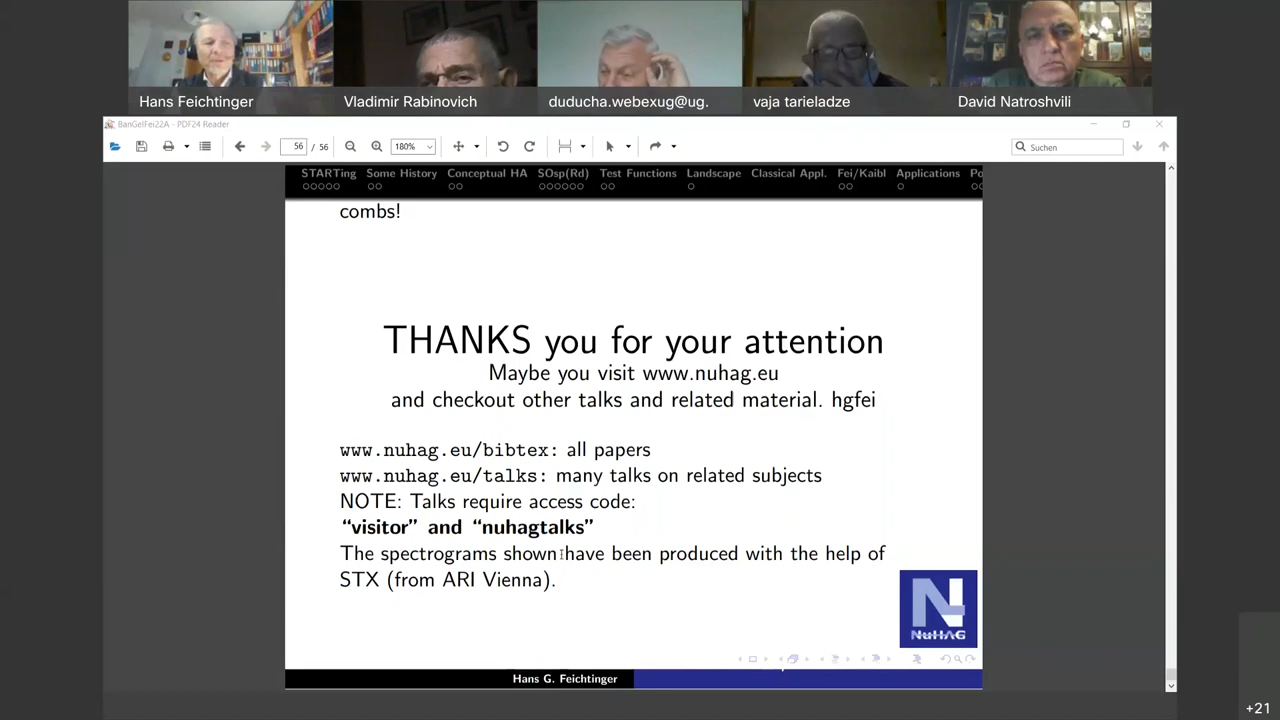 Hans Feichtinger
Vladimir Rabinovich
duducha.webexug@ug.
vaja tarieladze
David Natroshvili
BanGelFei22A - PDF24 Reader
56 / 56
180%
Suchen
STARTing Some History Conceptual HA SOsp(Rd) Test Functions Landscape Classical Appl. Fei/Kaibl Applications Po
combs!
THANKS you for your attention
Maybe you visit www.nuhag.eu
and checkout other talks and related material. hgfei
www.nuhag.eu/bibtex: all papers
www.nuhag.eu/talks: many talks on related subjects
NOTE: Talks require access code:
“visitor” and “nuhagtalks”
The spectrograms shown have been produced with the help of
STX (from ARI Vienna).
N
NuHAG
Hans G. Feichtinger
+21